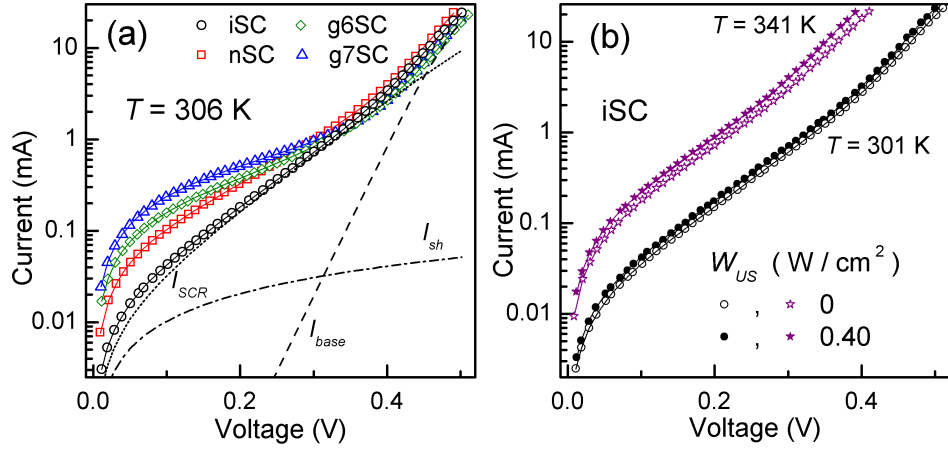 (a)
iSC
nSC
g6SC
g7SC
T = 306 K
I_SCR
I_sh
I_base
Current (mA)
10
1
0.1
0.01
0.0
0.2
0.4
Voltage (V)
(b)
T = 341 K
iSC
T = 301 K
W_US ( W / cm^2 )
, 0
, 0.40
Current (mA)
10
1
0.1
0.01
0.0
0.2
0.4
Voltage (V)